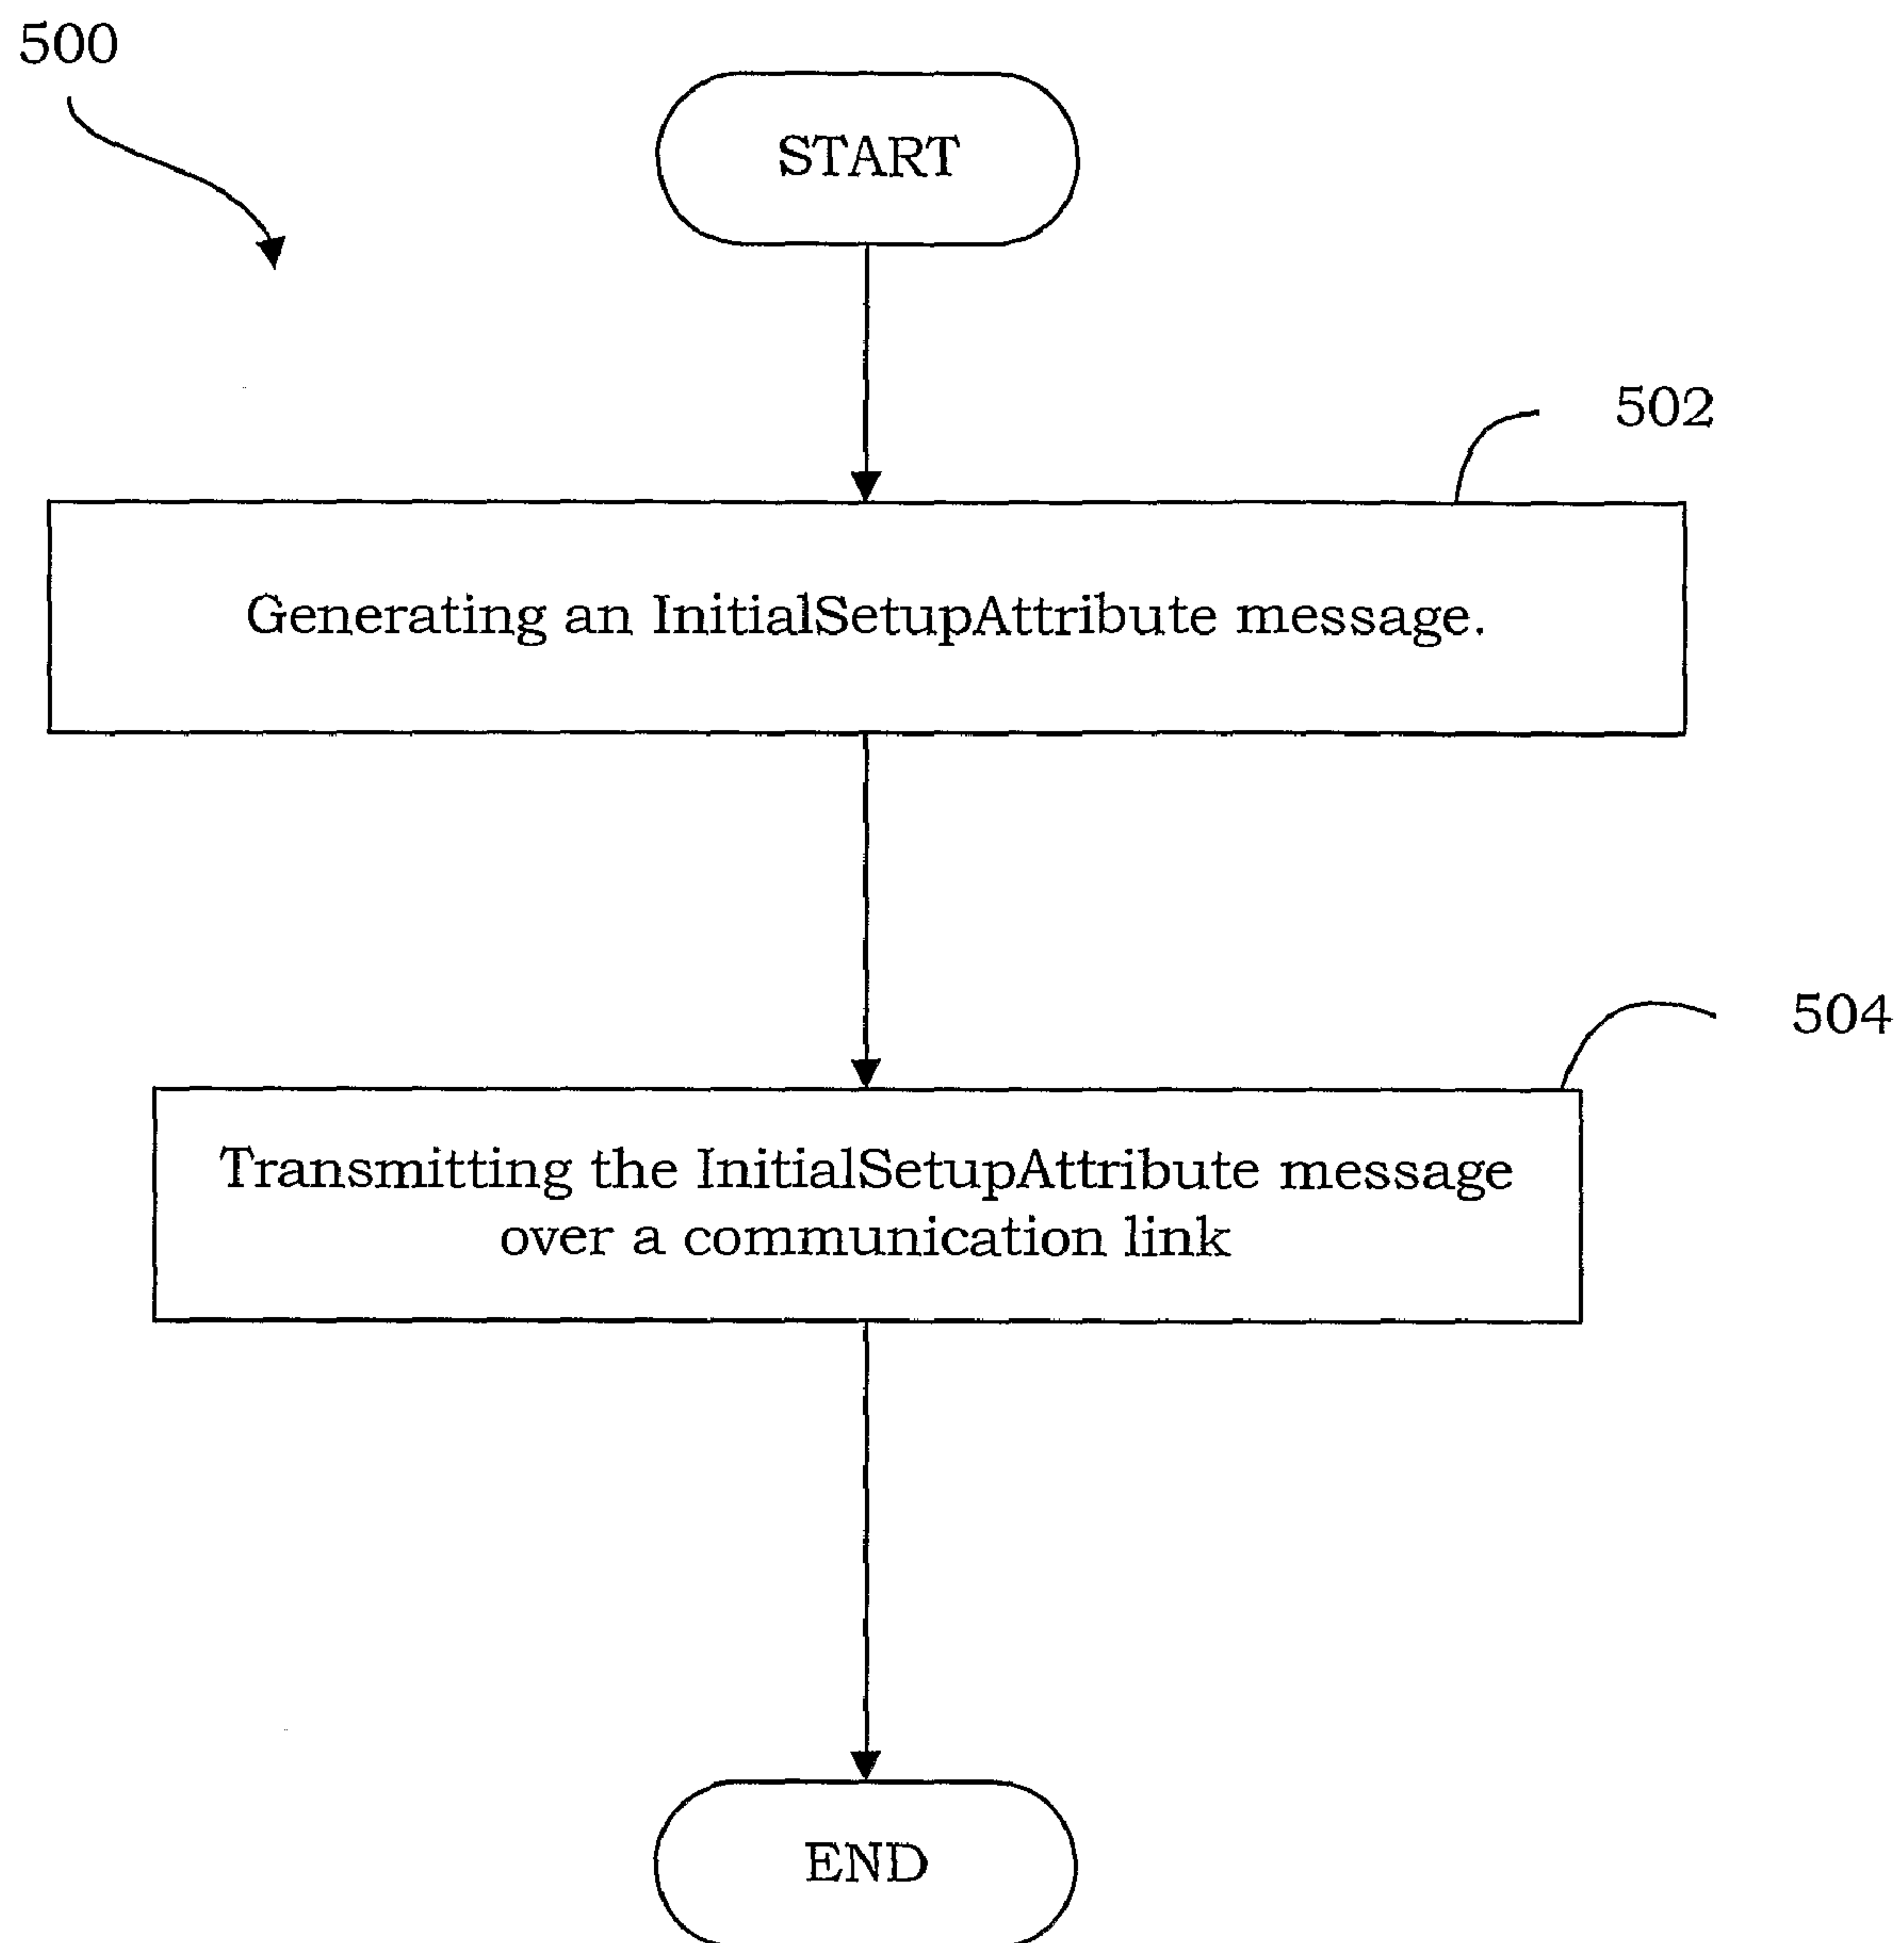 500
START
502
Generating an InitialSetupAttribute message.
504
Transmitting the InitialSetupAttribute message
over a communication link
END